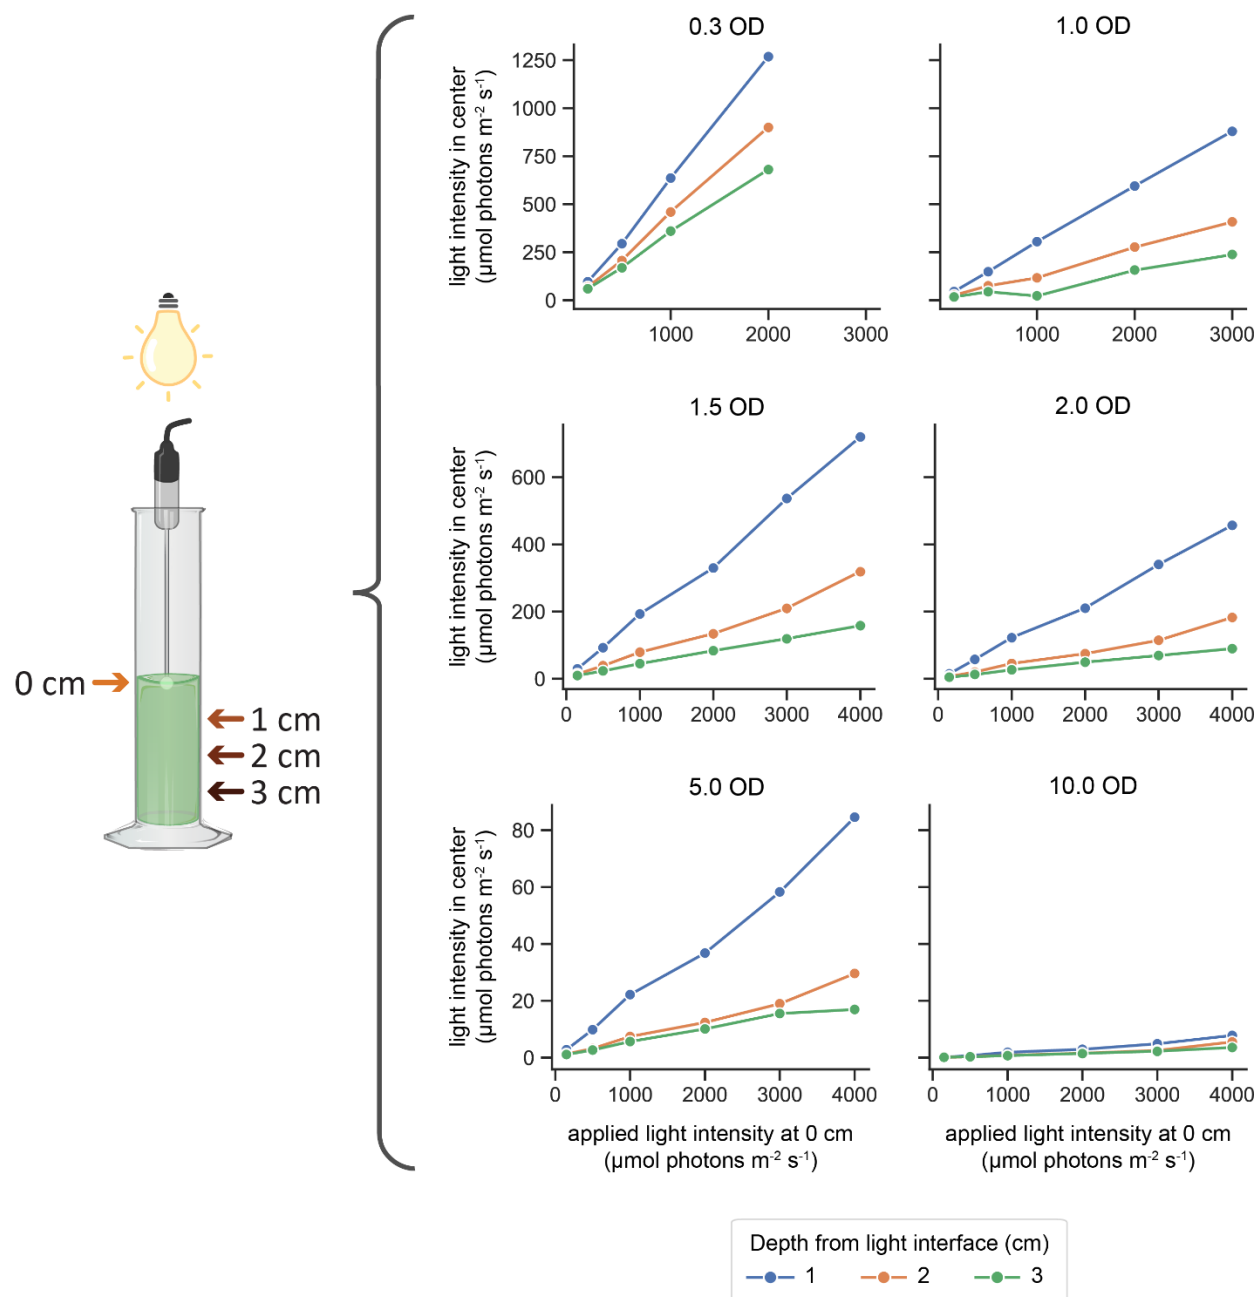 0 cm
1 cm
2 cm
3 cm
0.3 OD
light intensity in center
(µmol photons m⁻² s⁻¹)
1250
1000
750
500
250
0
1000
2000
3000
1.0 OD
1000
2000
3000
1.5 OD
light intensity in center
(µmol photons m⁻² s⁻¹)
600
400
200
0
0
1000
2000
3000
4000
2.0 OD
0
1000
2000
3000
4000
5.0 OD
light intensity in center
(µmol photons m⁻² s⁻¹)
80
60
40
20
0
0
1000
2000
3000
4000
applied light intensity at 0 cm
(µmol photons m⁻² s⁻¹)
10.0 OD
0
1000
2000
3000
4000
applied light intensity at 0 cm
(µmol photons m⁻² s⁻¹)
Depth from light interface (cm)
1 2 3